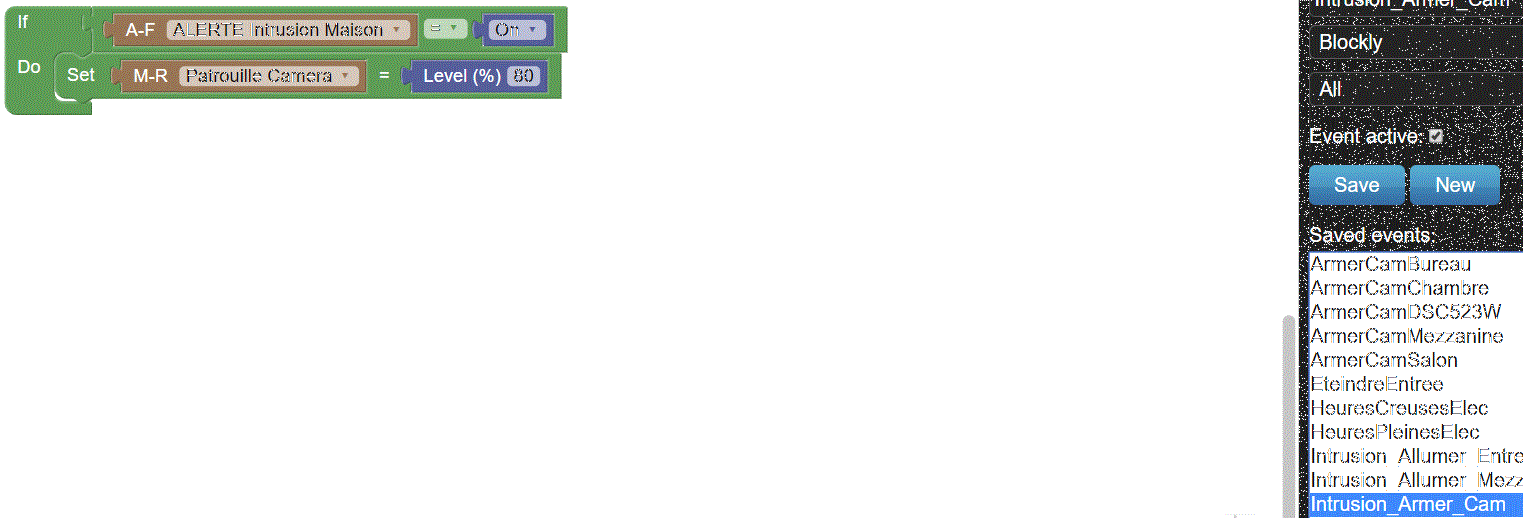 If A-F ALERTE Intrusion Maison = On
Do Set M-R Patrouille Camera = Level (%) 80
Intrusion_Armer_Cam
Blockly
All
Event active:
Save New
Saved events:
ArmerCamBureau
ArmerCamChambre
ArmerCamDSC523W
ArmerCamMezzanine
ArmerCamSalon
EteindreEntree
HeuresCreusesElec
HeuresPleinesElec
Intrusion_Allumer_Entre
Intrusion_Allumer_Mezz
Intrusion_Armer_Cam